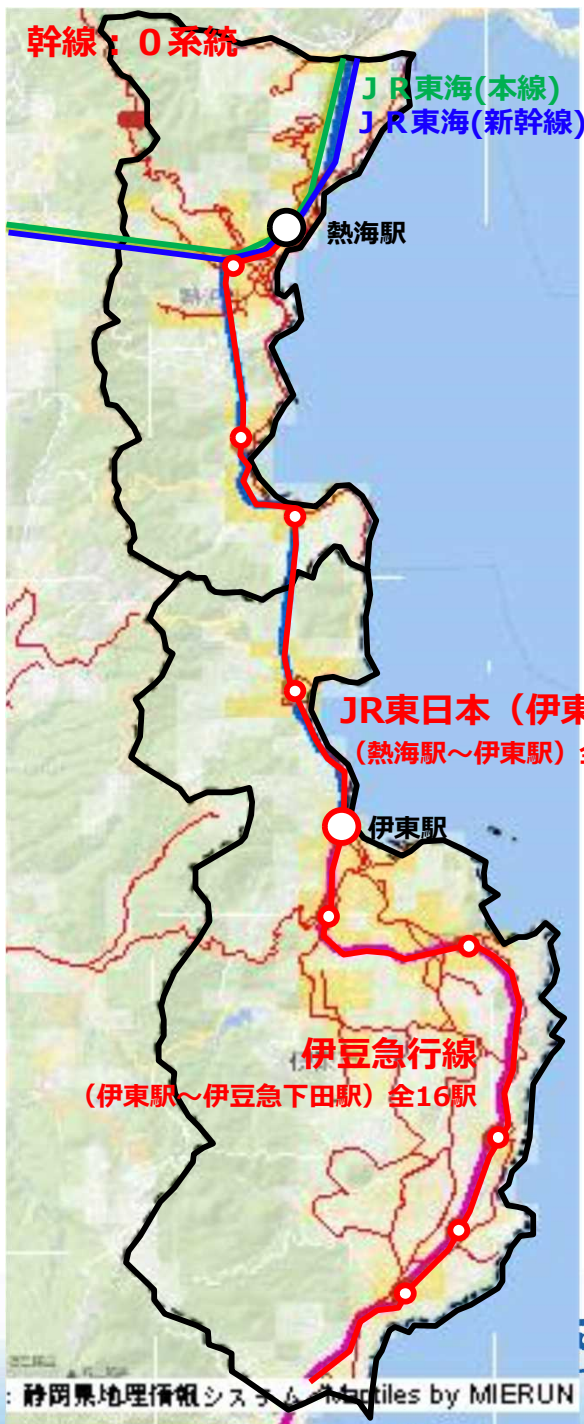 幹線：０系統
ＪＲ東海(本線)
ＪＲ東海(新幹線)
熱海駅
JR東日本（伊東
（熱海駅～伊東駅）全
伊東駅
伊豆急行線
（伊東駅～伊豆急下田駅）全16駅
：静岡県地理情報システム Maptiles by MIERUN